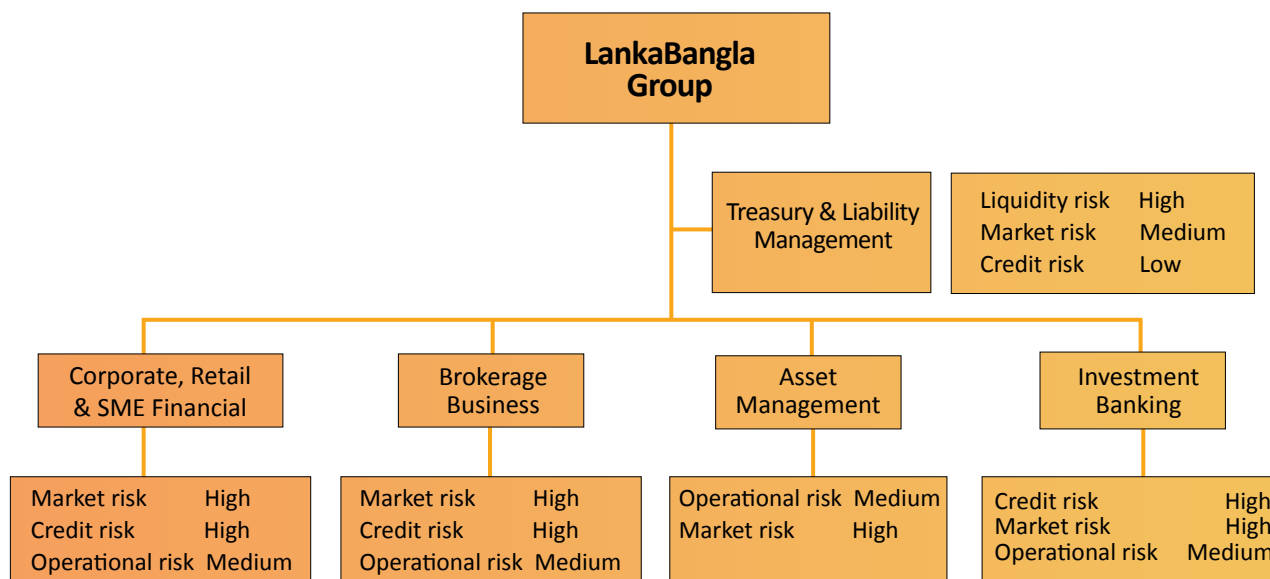 LankaBangla
Group
Treasury & Liability
Management
Liquidity risk High
Market risk Medium
Credit risk Low
Corporate, Retail
& SME Financial
Brokerage
Business
Asset
Management
Investment
Banking
Market risk High
Credit risk High
Operational risk Medium
Market risk High
Credit risk High
Operational risk Medium
Operational risk Medium
Market risk High
Credit risk High
Market risk High
Operational risk Medium